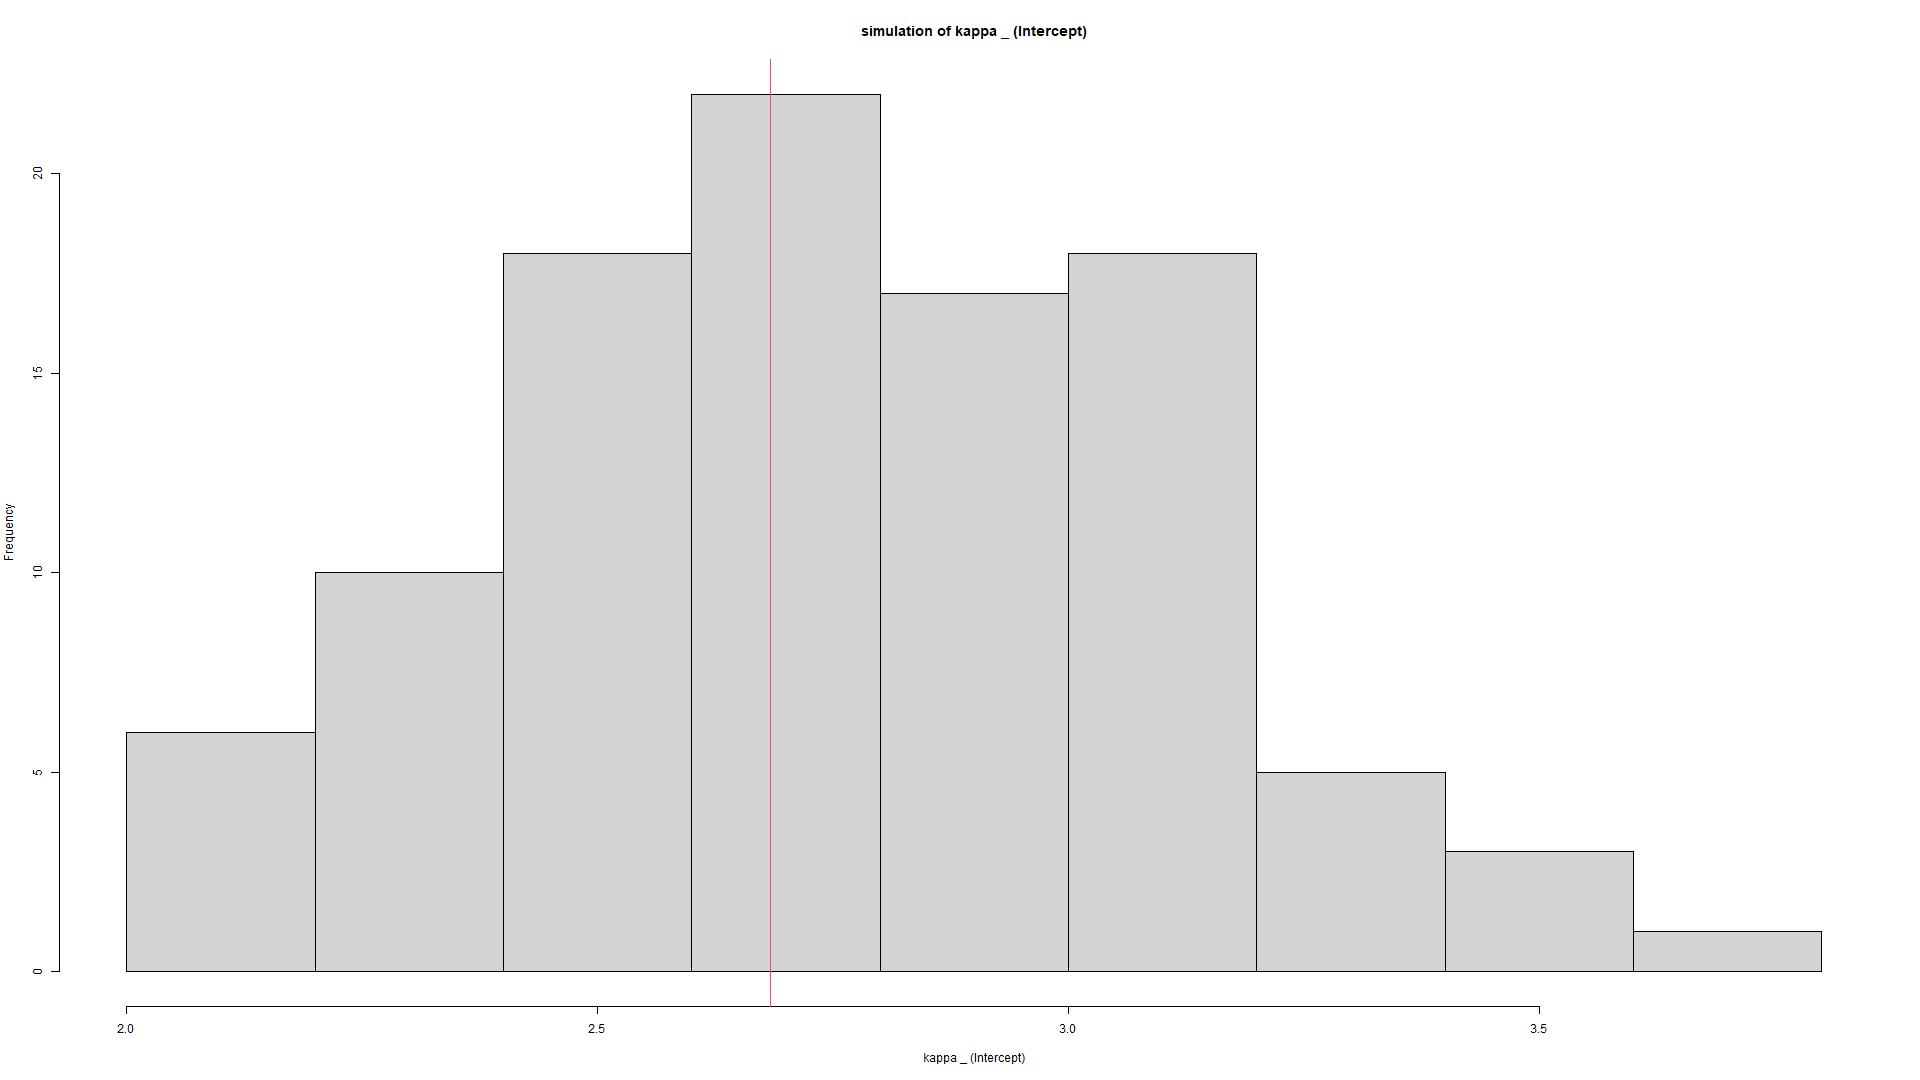 simulation of kappa _ (Intercept)
20
15
10
5
0
Frequency
2.0 2.5 3.0 3.5
kappa _ (Intercept)